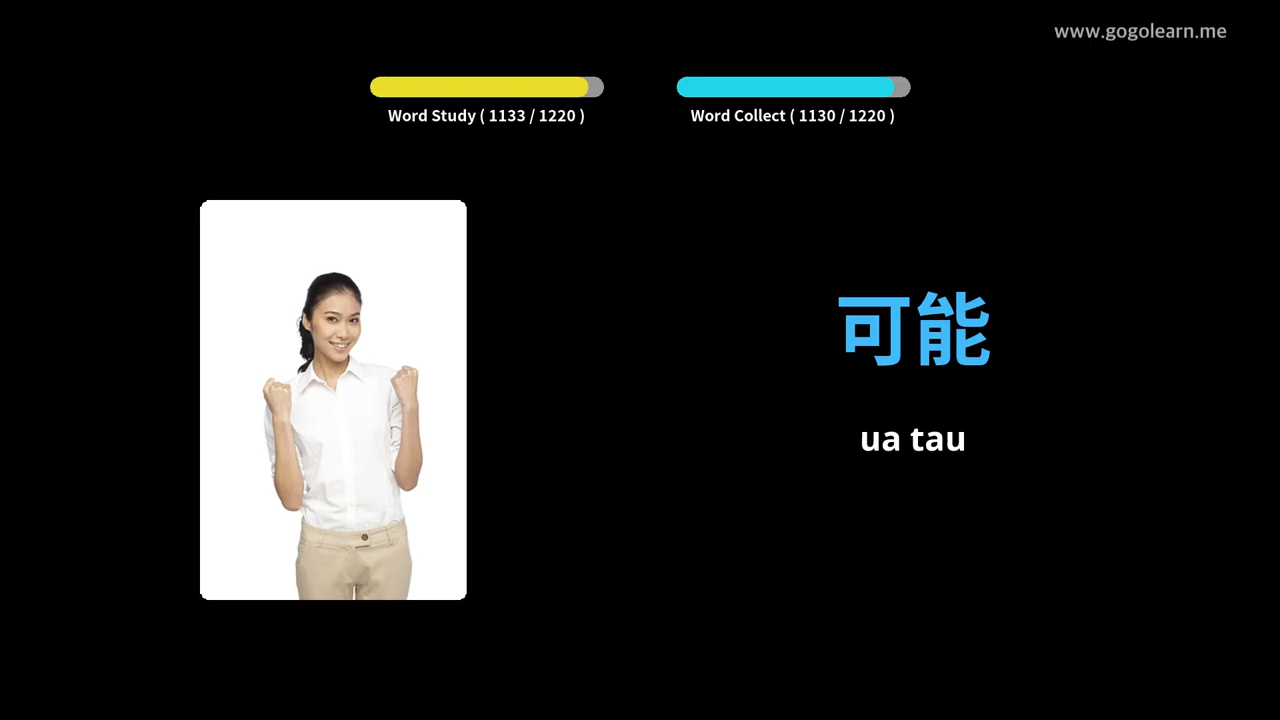 www.gogolearn.me
Word Study ( 1133 / 1220 )
Word Collect ( 1130 / 1220 )
可能
ua tau